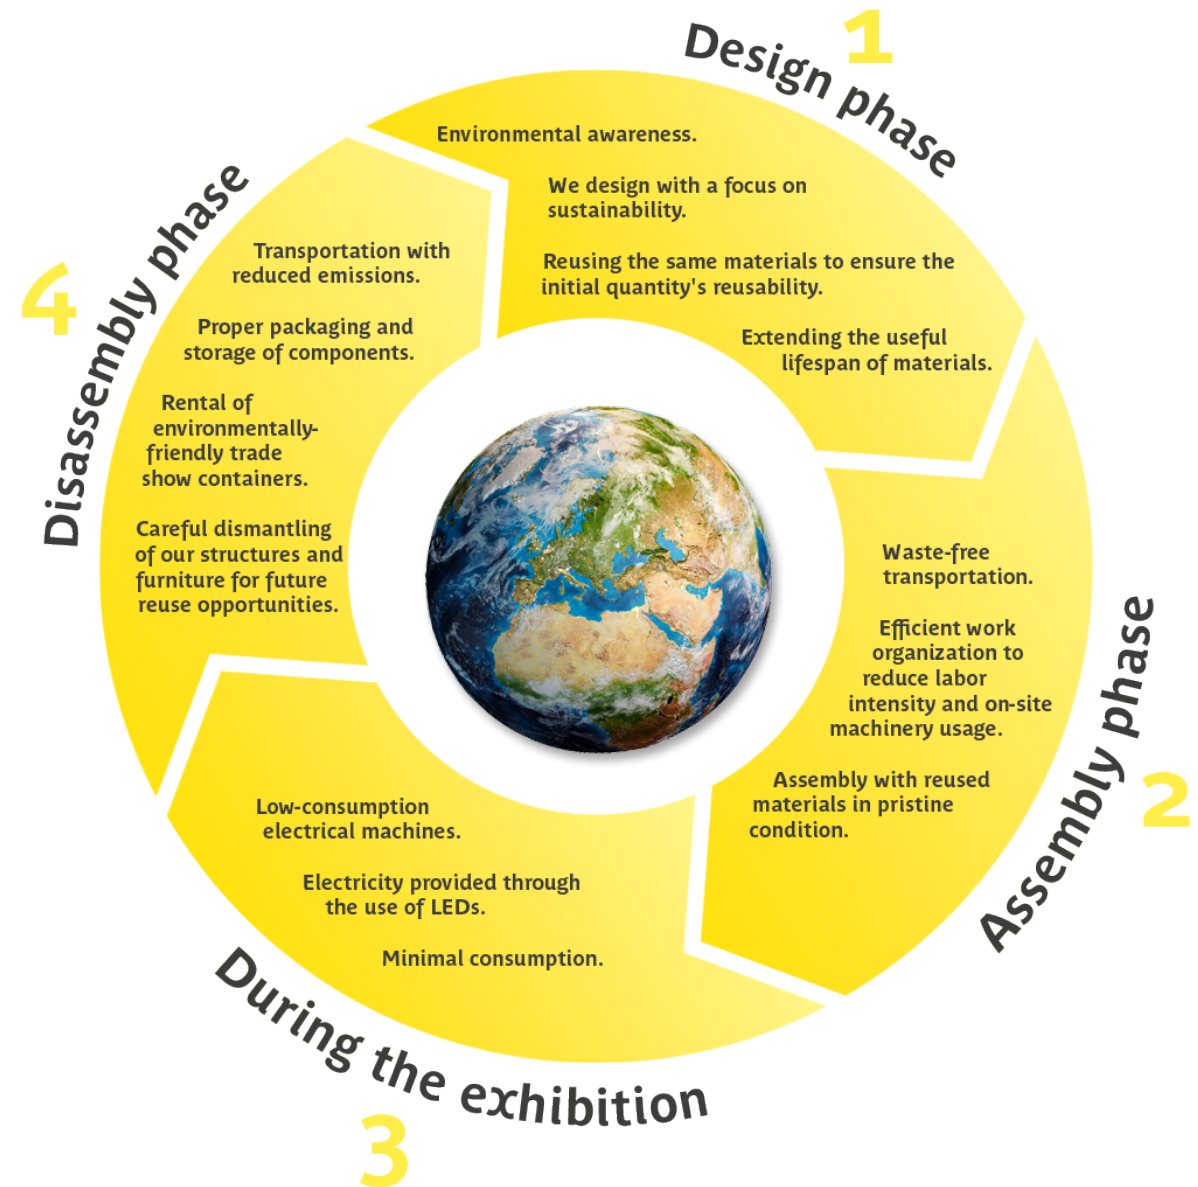 1
Design phase
Environmental awareness.
We design with a focus on
sustainability.
Reusing the same materials to ensure the
initial quantity's reusability.
Extending the useful
lifespan of materials.
2
Assembly phase
Waste-free
transportation.
Efficient work
organization to
reduce labor
intensity and on-site
machinery usage.
Assembly with reused
materials in pristine
condition.
3
During the exhibition
Low-consumption
electrical machines.
Electricity provided through
the use of LEDs.
Minimal consumption.
4
Disassembly phase
Transportation with
reduced emissions.
Proper packaging and
storage of components.
Rental of
environmentally-
friendly trade
show containers.
Careful dismantling
of our structures and
furniture for future
reuse opportunities.